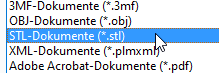 3MF-Dokumente (*.3mf)
OBJ-Dokumente (*.obj)
STL-Dokumente (*.stl)
XML-Dokumente (*.plmxml)
Adobe Acrobat-Dokumente (*.pdf)